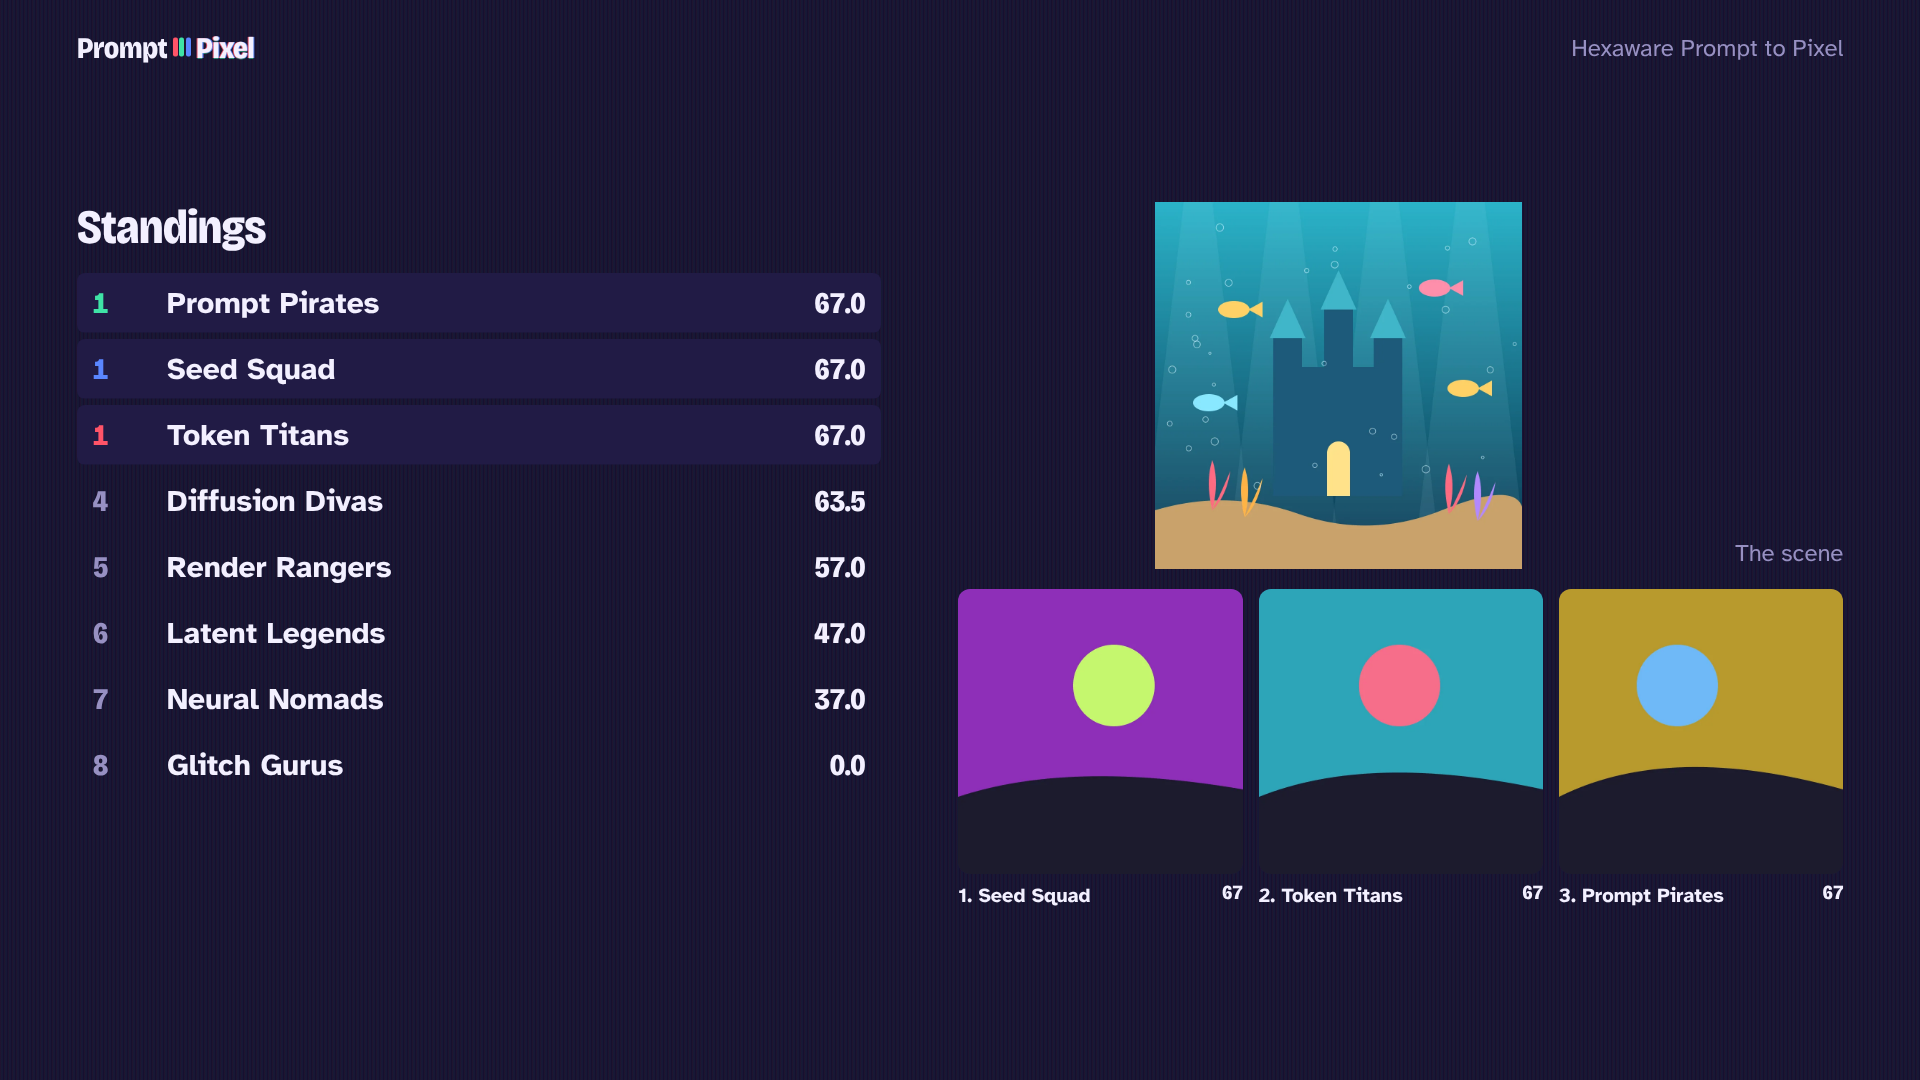 Prompt Pixel
Hexaware Prompt to Pixel
Standings
1 Prompt Pirates 67.0
1 Seed Squad 67.0
1 Token Titans 67.0
4 Diffusion Divas 63.5
5 Render Rangers 57.0
6 Latent Legends 47.0
7 Neural Nomads 37.0
8 Glitch Gurus 0.0
The scene
1. Seed Squad 67
2. Token Titans 67
3. Prompt Pirates 67